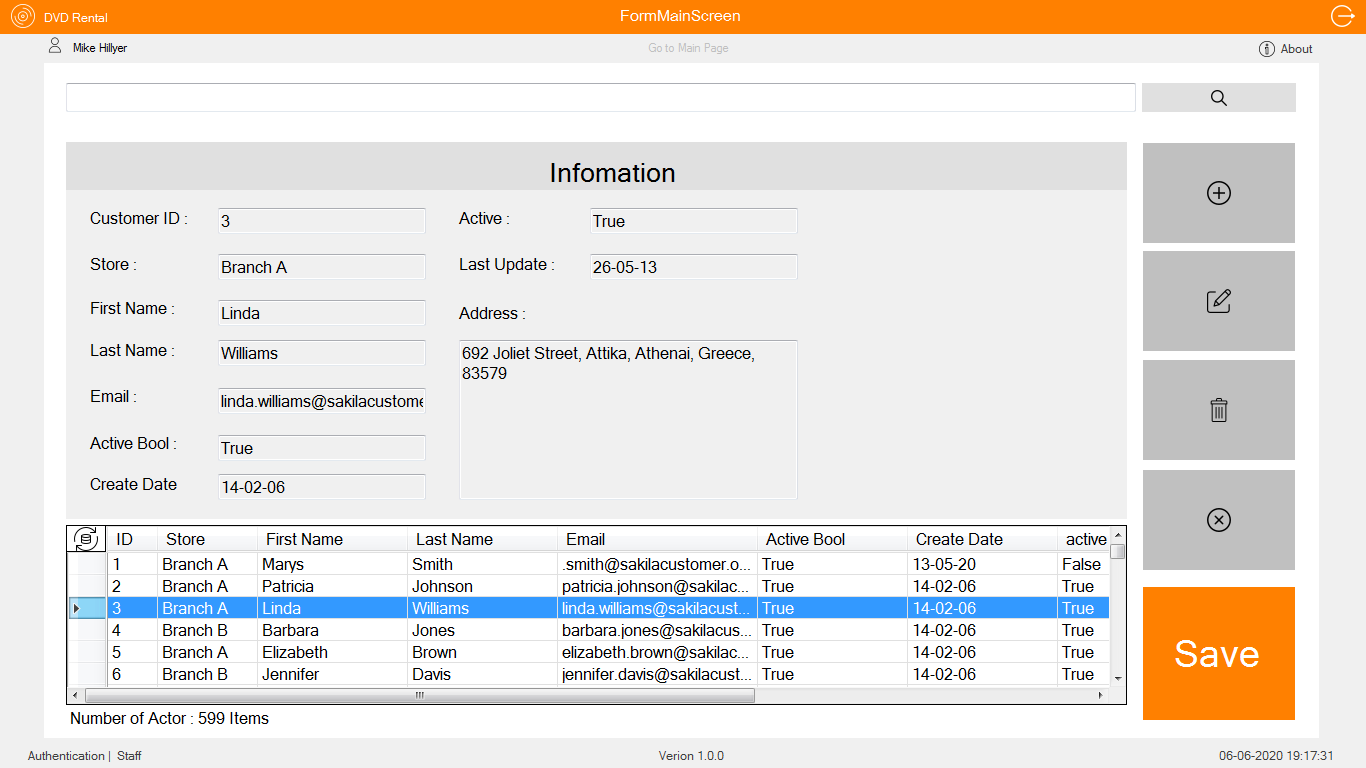 DVD Rental
FormMainScreen
Mike Hillyer
Go to Main Page
About
Infomation
Customer ID : 3
Active : True
Store : Branch A
Last Update : 26-05-13
First Name : Linda
Address :
Last Name : Williams
692 Joliet Street, Attika, Athenai, Greece,
83579
Email : linda.williams@sakilacustome
Active Bool : True
Create Date 14-02-06
ID Store First Name Last Name Email Active Bool Create Date active
1 Branch A Marys Smith .smith@sakilacustomer.o... True 13-05-20 False
2 Branch A Patricia Johnson patricia.johnson@sakilac... True 14-02-06 True
3 Branch A Linda Williams linda.williams@sakilacust... True 14-02-06 True
4 Branch B Barbara Jones barbara.jones@sakilacus... True 14-02-06 True
5 Branch A Elizabeth Brown elizabeth.brown@sakilac... True 14-02-06 True
6 Branch B Jennifer Davis jennifer.davis@sakilacust... True 14-02-06 True
Save
Number of Actor : 599 Items
Authentication | Staff
Verion 1.0.0
06-06-2020 19:17:31